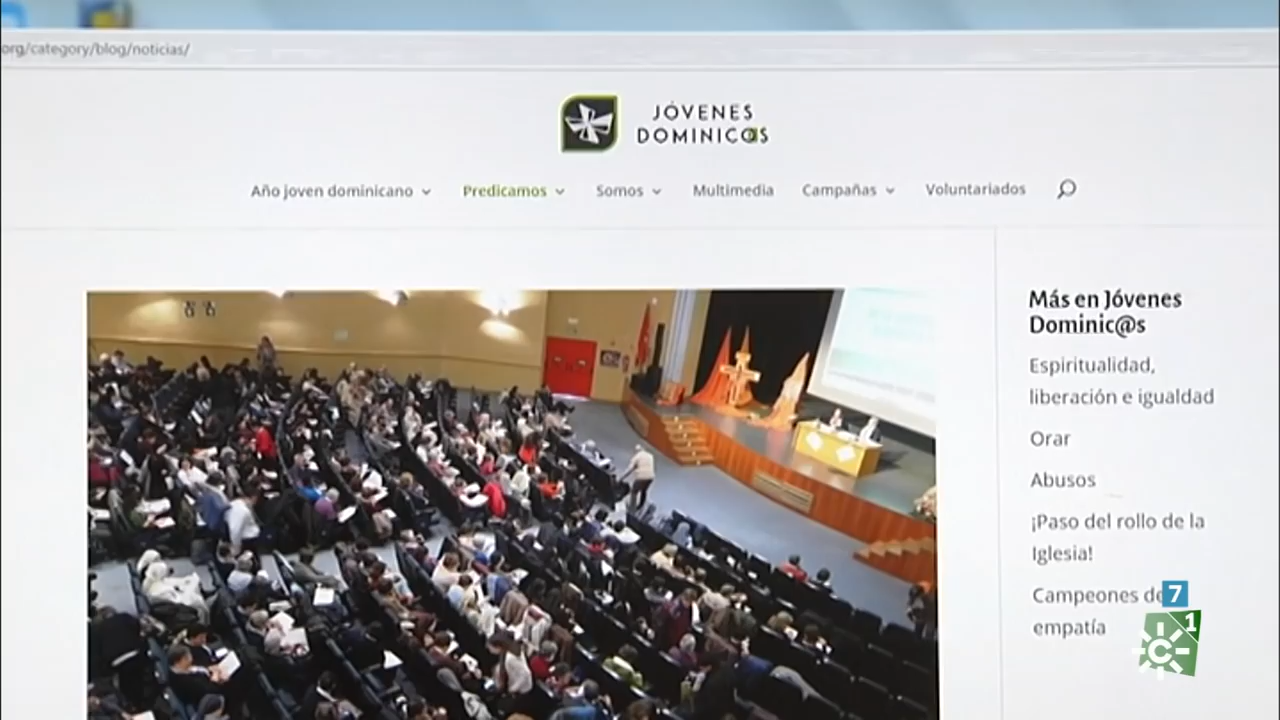 org/category/blog/noticias/
JÓVENES
DOMINIC@S
Año joven dominicano
Predicamos
Somos
Multimedia
Campañas
Voluntariados
Más en Jóvenes
Dominic@s
Espiritualidad,
liberación e igualdad
Orar
Abusos
¡Paso del rollo de la
Iglesia!
Campeones de
empatía
7
1